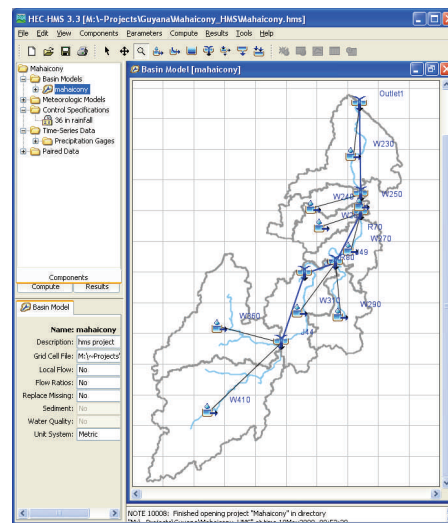 HEC-HMS 3.3 [M:\~Projects\Guyana\Mahaicony_HMS\Mahaicony.hms]
File Edit View Components Parameters Compute Results Tools Help
Mahaicony
Basin Models
mahaicony
Meteorologic Models
Control Specifications
36 in rainfall
Time-Series Data
Precipitation Gages
Paired Data
Components
Compute Results
Basin Model
Name: mahaicony
Description: hms project
Grid Cell File: M:\~Projects\
Local Flow: No
Flow Ratios: No
Replace Missing: No
Sediment: No
Water Quality: No
Unit System: Metric
Basin Model [mahaicony]
Outlet1
W230
W240
W250
R70
W270
W310
W290
W350
W410
NOTE 10008: Finished opening project "Mahaicony" in directory